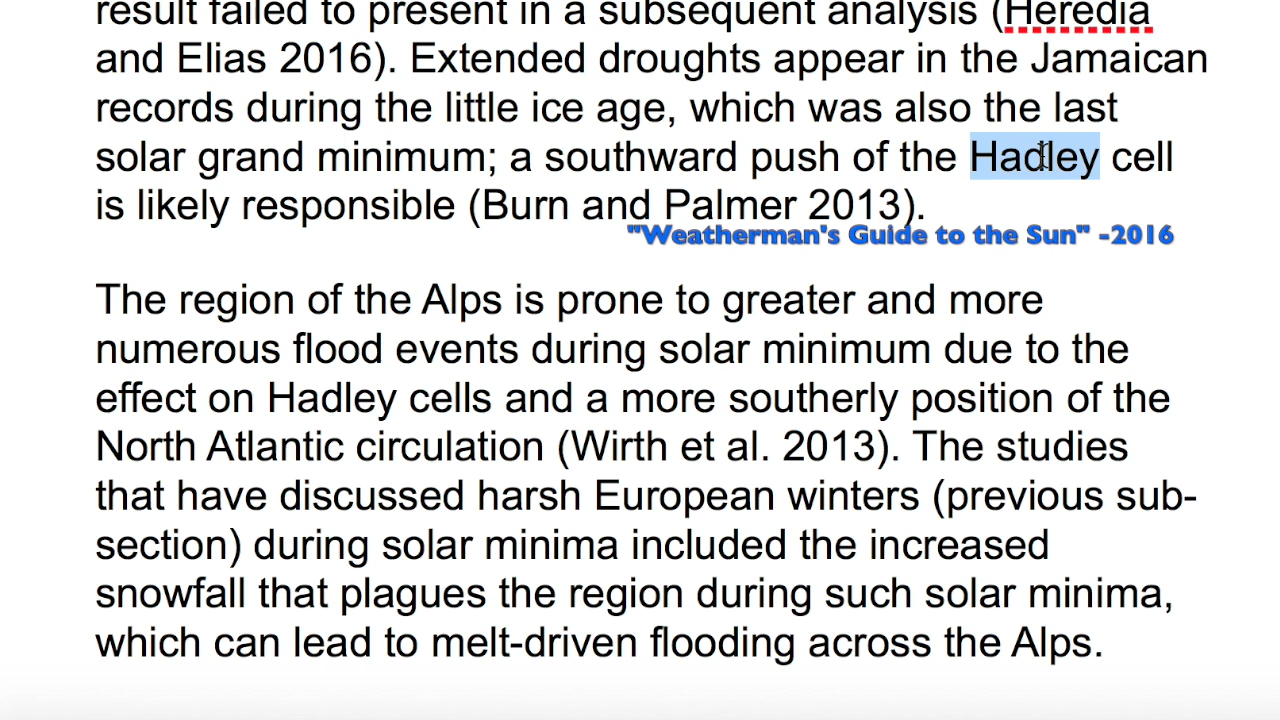 result failed to present in a subsequent analysis (Heredia
and Elias 2016). Extended droughts appear in the Jamaican
records during the little ice age, which was also the last
solar grand minimum; a southward push of the Hadley cell
is likely responsible (Burn and Palmer 2013).
"Weatherman's Guide to the Sun" -2016
The region of the Alps is prone to greater and more
numerous flood events during solar minimum due to the
effect on Hadley cells and a more southerly position of the
North Atlantic circulation (Wirth et al. 2013). The studies
that have discussed harsh European winters (previous sub-
section) during solar minima included the increased
snowfall that plagues the region during such solar minima,
which can lead to melt-driven flooding across the Alps.